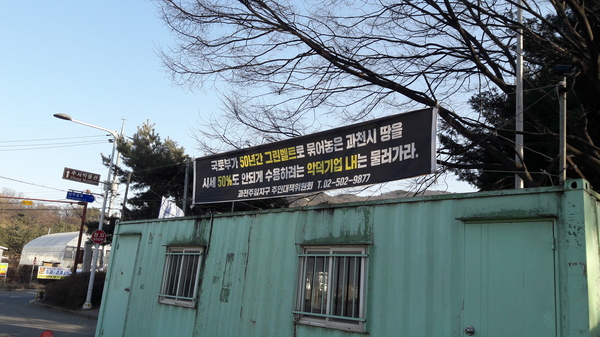 국토부가 50년간 그린벨트로 묶어놓은 과천시 땅을
시세 50%도 안되게 수용하려는 악덕기업 내는 물러가라.
과천주암지구 주민대책위원회 T.02-502-9877